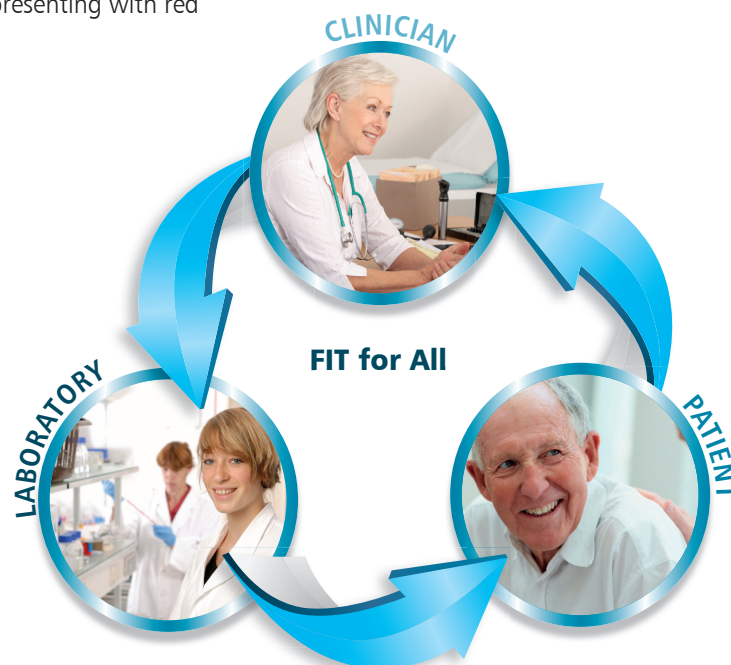 presenting with red
CLINICIAN
FIT for All
LABORATORY
PATIENT